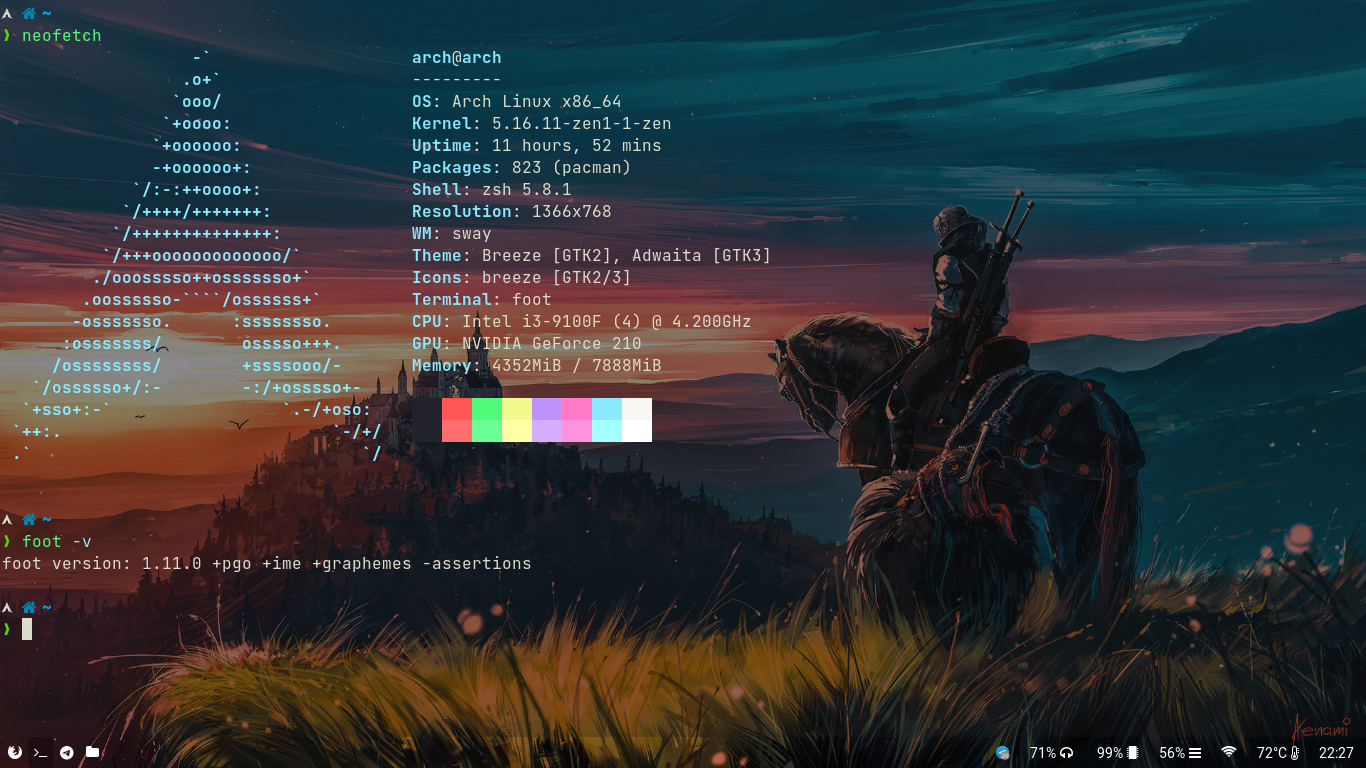 ~
❯ neofetch
-`
.o+`
`ooo/
`+oooo:
`+oooooo:
-+oooooo+:
`/:-:++oooo+:
`/++++/+++++++:
`/++++++++++++++:
`/+++ooooooooooooo/`
./ooosssso++osssssso+`
.oossssso-````/ossssss+`
-osssssso.      :ssssssso.
:osssssss/        osssso+++.
/ossssssss/        +ssssooo/-
`/ossssso+/:-        -:/+osssso+-
`+sso+:-`                 `.-/+oso:
`++:.                           `-/+/
.`                                 `/
arch@arch
---------
OS: Arch Linux x86_64
Kernel: 5.16.11-zen1-1-zen
Uptime: 11 hours, 52 mins
Packages: 823 (pacman)
Shell: zsh 5.8.1
Resolution: 1366x768
WM: sway
Theme: Breeze [GTK2], Adwaita [GTK3]
Icons: breeze [GTK2/3]
Terminal: foot
CPU: Intel i3-9100F (4) @ 4.200GHz
GPU: NVIDIA GeForce 210
Memory: 4352MiB / 7888MiB
~
❯ foot -v
foot version: 1.11.0 +pgo +ime +graphemes -assertions
~
❯
Xenami
>_ 71% 99% 56% 72°C 22:27